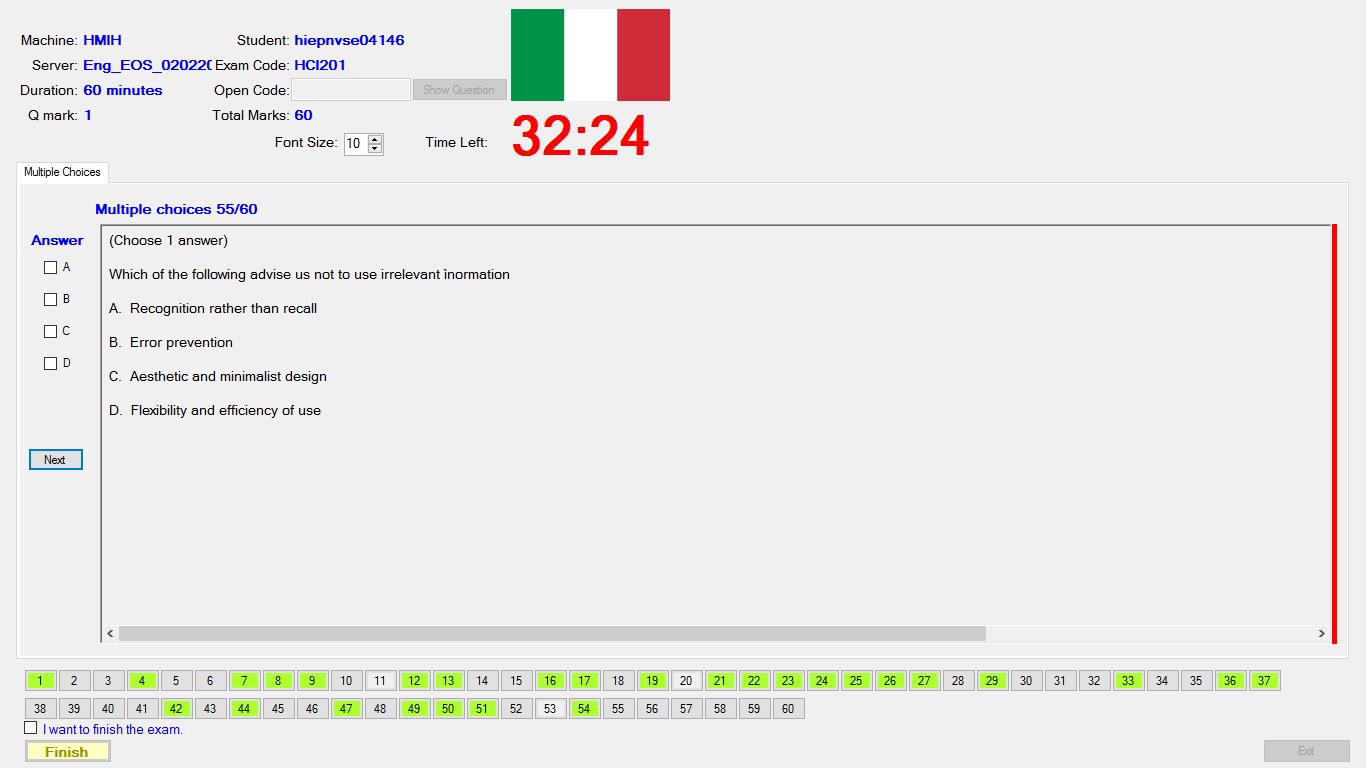 Machine: HMIH Student: hiepnvse04146
Server: Eng_EOS_02022 Exam Code: HCI201
Duration: 60 minutes Open Code: Show Question
Q mark: 1 Total Marks: 60
Font Size: 10 Time Left: 32:24
Multiple Choices
Multiple choices 55/60
Answer
(Choose 1 answer)
A
Which of the following advise us not to use irrelevant ìnormation
B
A. Recognition rather than recall
C
B. Error prevention
D
C. Aesthetic and minimalist design
D. Flexibility and efficiency of use
Next
1 2 3 4 5 6 7 8 9 10 11 12 13 14 15 16 17 18 19 20 21 22 23 24 25 26 27 28 29 30 31 32 33 34 35 36 37
38 39 40 41 42 43 44 45 46 47 48 49 50 51 52 53 54 55 56 57 58 59 60
I want to finish the exam.
Finish Exit